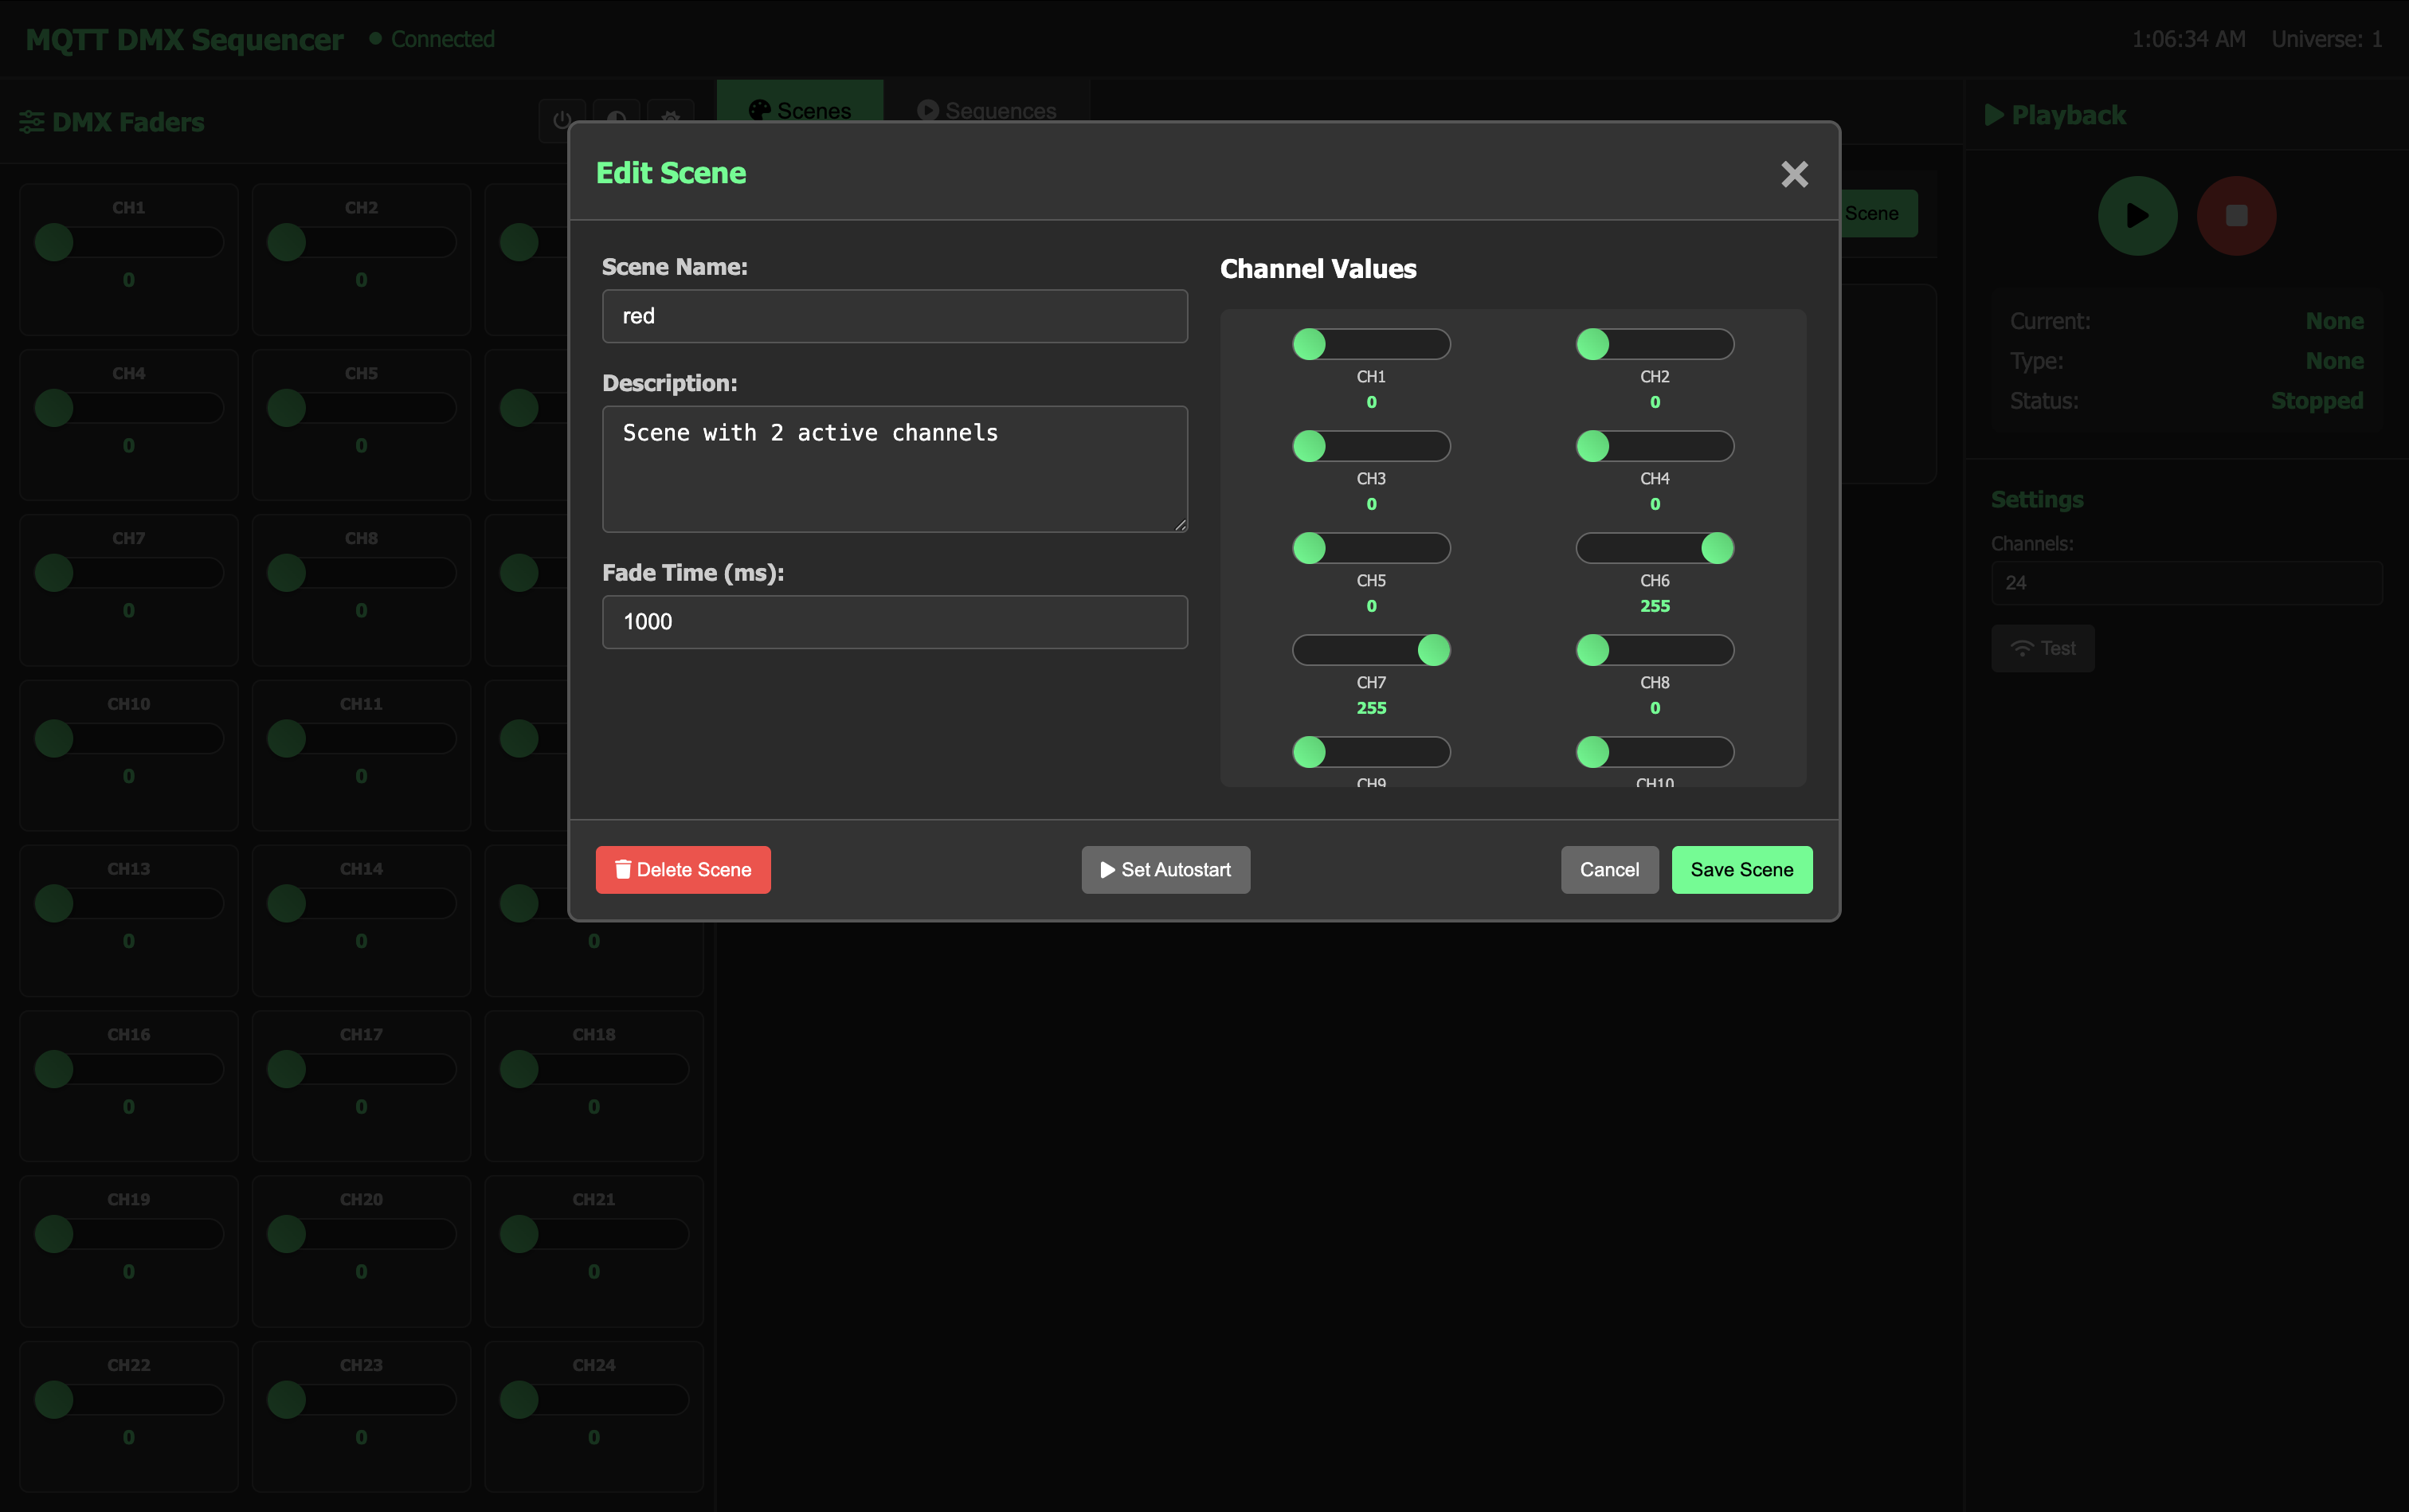 MQTT DMX Sequencer
Connected
1:06:34 AM
Universe: 1
DMX Faders
Scenes
Sequences
Playback
CH1
0
CH2
0
CH4
0
CH5
0
CH7
0
CH8
0
CH10
0
CH11
0
CH13
0
CH14
0
0
CH16
0
CH17
0
CH18
0
CH19
0
CH20
0
CH21
0
CH22
0
CH23
0
CH24
0
Edit Scene
Scene Name:
red
Description:
Scene with 2 active channels
Fade Time (ms):
1000
Channel Values
CH1
0
CH2
0
CH3
0
CH4
0
CH5
0
CH6
255
CH7
255
CH8
0
CH9
CH10
Delete Scene
Set Autostart
Cancel
Save Scene
Scene
Current:
None
Type:
None
Status:
Stopped
Settings
Channels:
24
Test